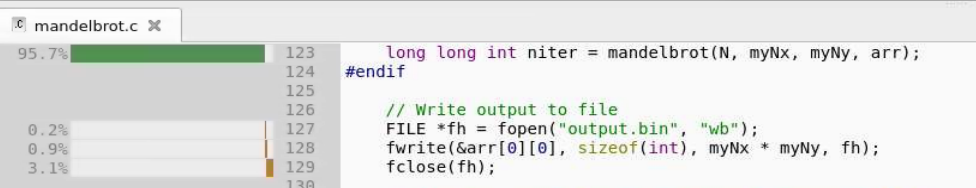 .c mandelbrot.c ✕
95.7% 123 long long int niter = mandelbrot(N, myNx, myNy, arr);
124 #endif
125
126 // Write output to file
0.2% 127 FILE *fh = fopen("output.bin", "wb");
0.9% 128 fwrite(&arr[0][0], sizeof(int), myNx * myNy, fh);
3.1% 129 fclose(fh);
130